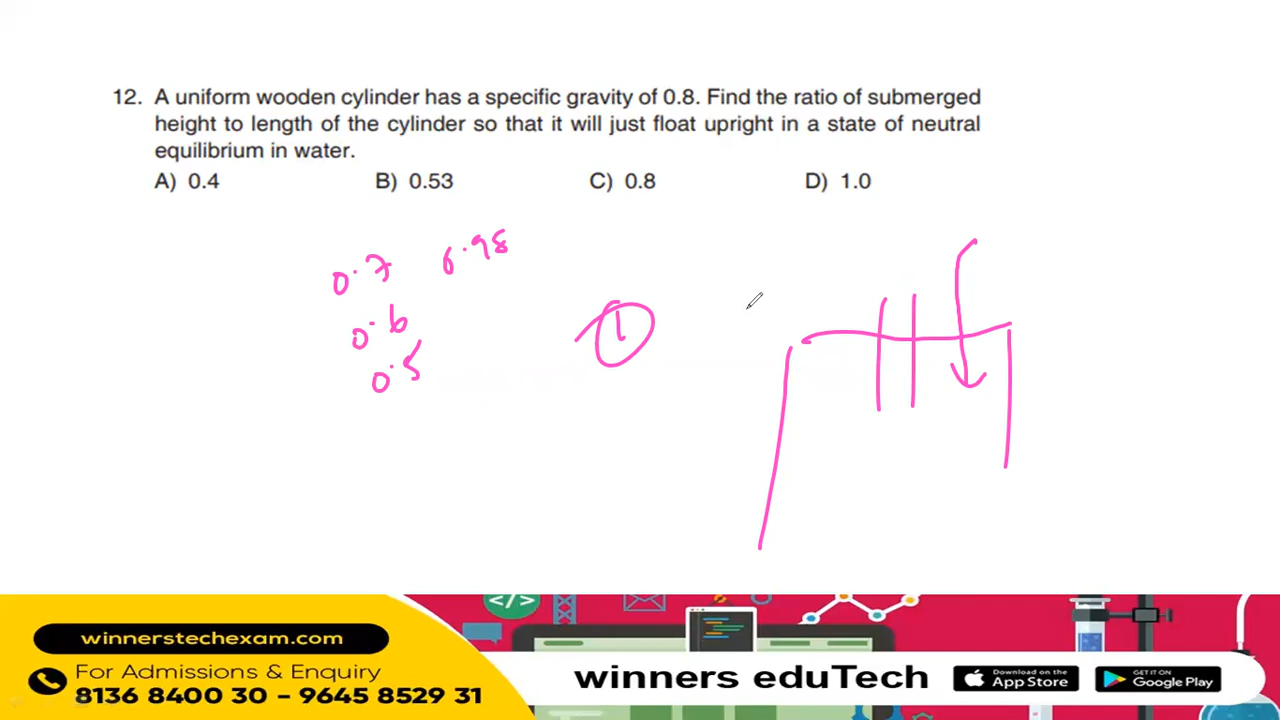 12. A uniform wooden cylinder has a specific gravity of 0.8. Find the ratio of submerged
height to length of the cylinder so that it will just float upright in a state of neutral
equilibrium in water.
A) 0.4 B) 0.53 C) 0.8 D) 1.0
0.7 0.98
0.6
1
0.5
</>
winnerstechexam.com
For Admissions & Enquiry
8136 8400 30 – 9645 8529 31
winners eduTech
Download on the
App Store
GET IT ON
Google Play